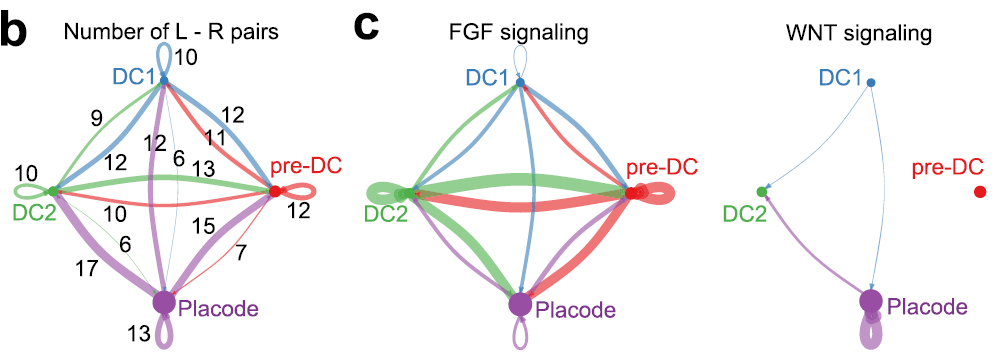 b
Number of L - R pairs
10
DC1
9
12
12
11
12
6
13
10
DC2
pre-DC
12
10
6
15
7
17
Placode
13
c
FGF signaling
DC1
pre-DC
DC2
Placode
WNT signaling
DC1
pre-DC
DC2
Placode